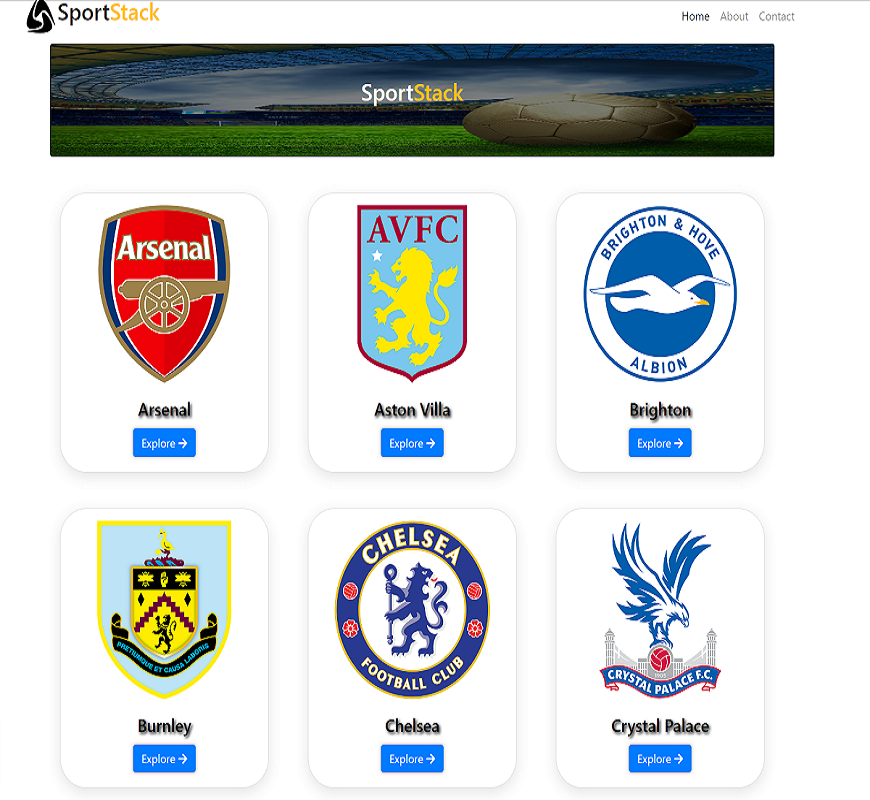 SportStack
Home About Contact
SportStack
Arsenal
AVFC
BRIGHTON & HOVE
ALBION
Arsenal
Aston Villa
Brighton
Explore →
Explore →
Explore →
PRETIUMQUE ET CAUSA LABORIS
CHELSEA
FOOTBALL CLUB
1905
CRYSTAL PALACE F.C.
Burnley
Chelsea
Crystal Palace
Explore →
Explore →
Explore →